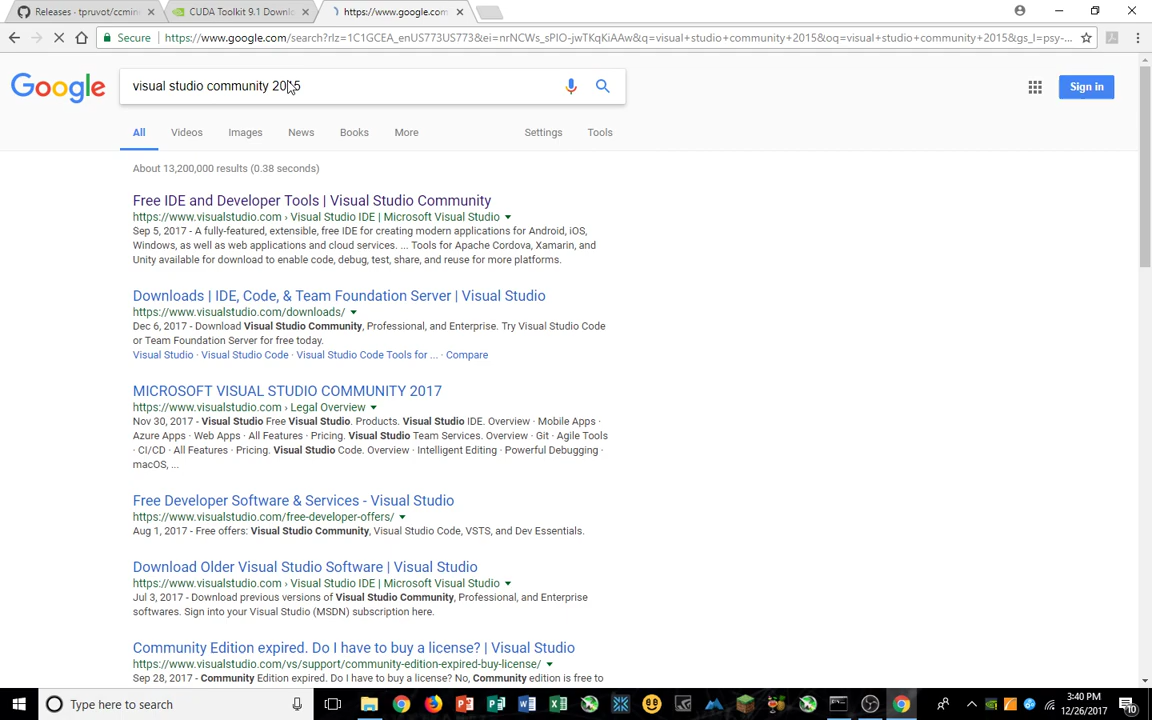 Releases - tpruvot/ccmin
CUDA Toolkit 9.1 Downl
https://www.google.com
Secure
https://www.google.com/search?rlz=1C1GCEA_enUS773US773&ei=nrNCWs_sPIO-jwTKqKiAAw&q=visual+studio+community+2015&oq=visual+studio+community+2015&gs_l=psy-...
Google
visual studio community 2015
Sign in
All Videos Images News Books More Settings Tools
About 13,200,000 results (0.38 seconds)
Free IDE and Developer Tools | Visual Studio Community
https://www.visualstudio.com › Visual Studio IDE | Microsoft Visual Studio
Sep 5, 2017 - A fully-featured, extensible, free IDE for creating modern applications for Android, iOS,
Windows, as well as web applications and cloud services. ... Tools for Apache Cordova, Xamarin, and
Unity available for download to enable code, debug, test, share, and reuse for more platforms.
Downloads | IDE, Code, & Team Foundation Server | Visual Studio
https://www.visualstudio.com/downloads/
Dec 6, 2017 - Download Visual Studio Community, Professional, and Enterprise. Try Visual Studio Code
or Team Foundation Server for free today.
Visual Studio · Visual Studio Code · Visual Studio Code Tools for ... · Compare
MICROSOFT VISUAL STUDIO COMMUNITY 2017
https://www.visualstudio.com › Legal Overview
Nov 30, 2017 - Visual Studio Free Visual Studio. Products. Visual Studio IDE. Overview · Mobile Apps ·
Azure Apps · Web Apps · All Features · Pricing. Visual Studio Team Services. Overview · Git · Agile Tools
· CI/CD · All Features · Pricing. Visual Studio Code. Overview · Intelligent Editing · Powerful Debugging ·
macOS, ...
Free Developer Software & Services - Visual Studio
https://www.visualstudio.com/free-developer-offers/
Aug 1, 2017 - Free offers: Visual Studio Community, Visual Studio Code, VSTS, and Dev Essentials.
Download Older Visual Studio Software | Visual Studio
https://www.visualstudio.com › Visual Studio IDE | Microsoft Visual Studio
Jul 3, 2017 - Download previous versions of Visual Studio Community, Professional, and Enterprise
softwares. Sign into your Visual Studio (MSDN) subscription here.
Community Edition expired. Do I have to buy a license? | Visual Studio
https://www.visualstudio.com/vs/support/community-edition-expired-buy-license/
Sep 28, 2017 - Community Edition expired. Do I have to buy a license? No, Community edition is free to
Type here to search
3:40 PM
12/26/2017
10